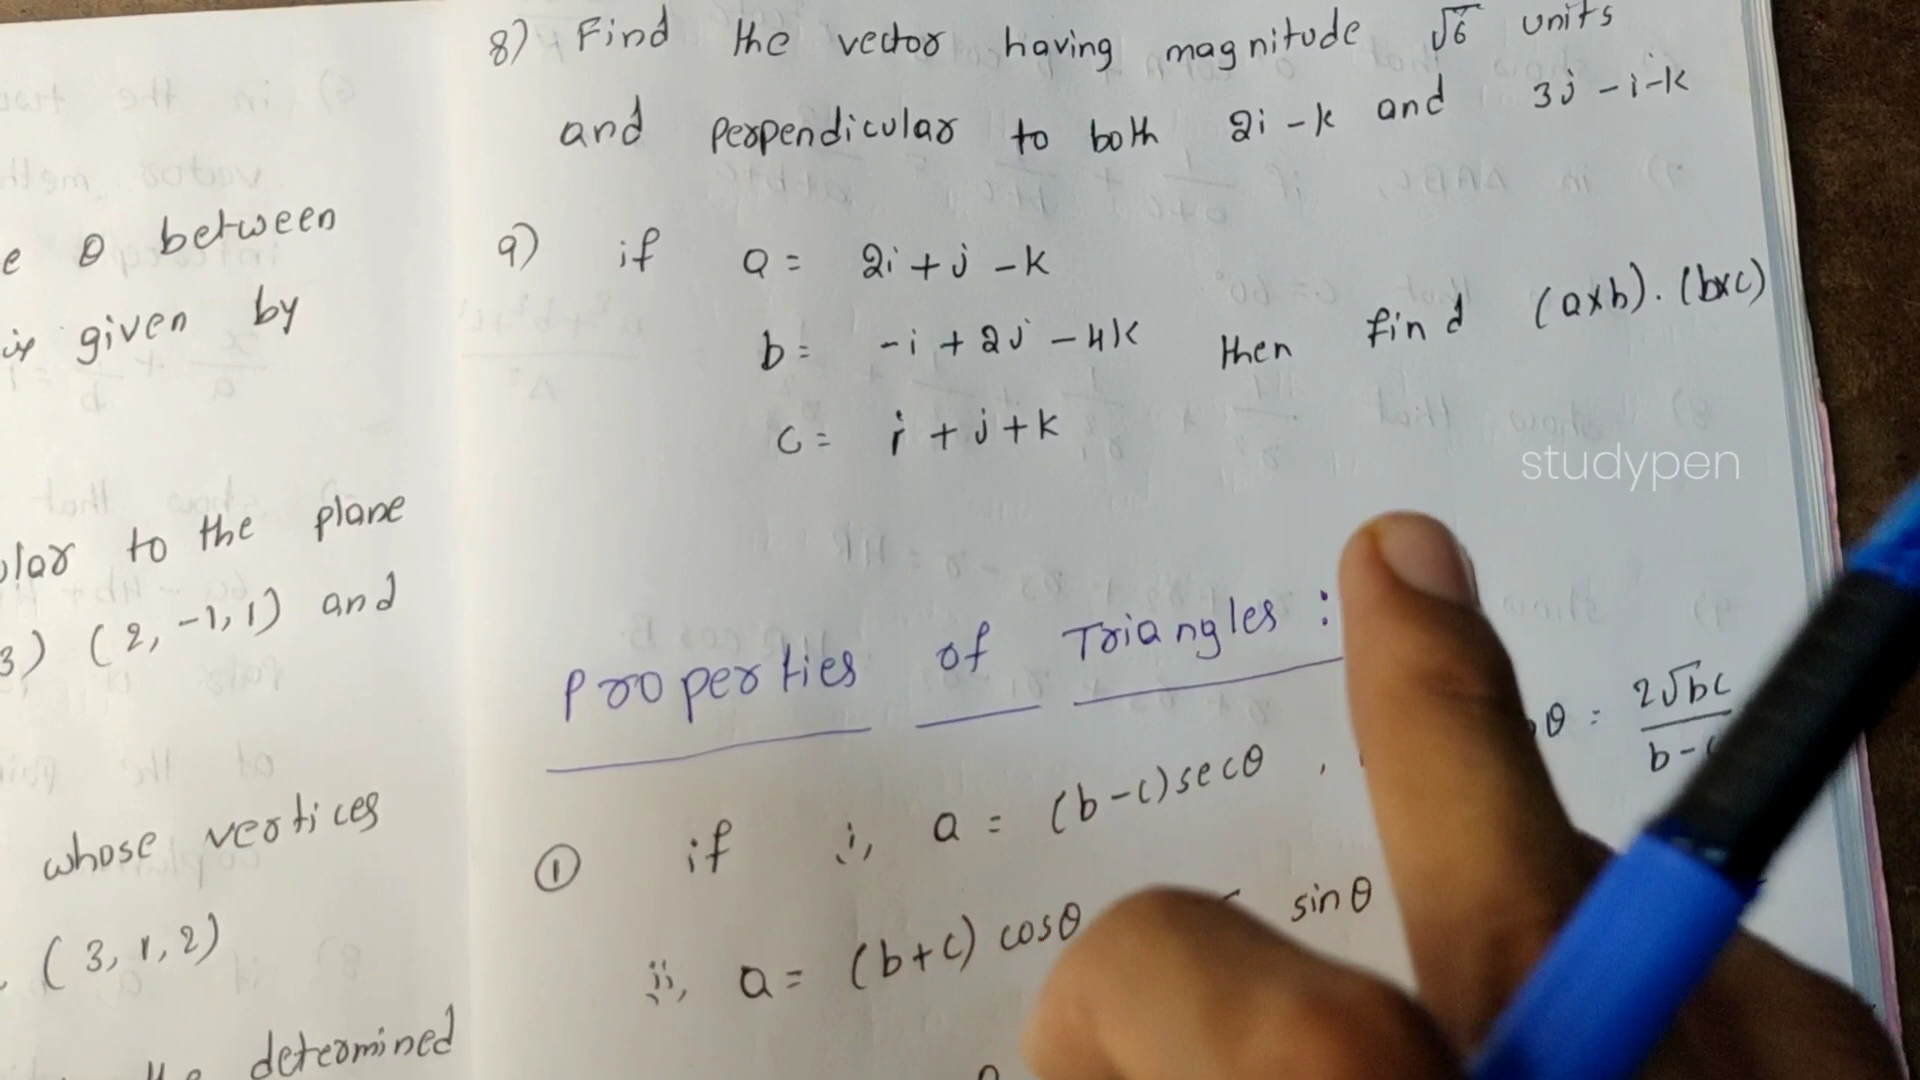 8) Find the vector having magnitude √6 units
and perpendicular to both 2i - k and 3j - i - k
9) if a = 2i + j - k
b = -i + 2j - 4k then find (a×b).(b×c)
c = i + j + k
studypen
Properties of Triangles:
① if i, a = (b-c) secθ , θ = 2√bc / b-
ii, a = (b+c) cosθ sinθ
e θ between
is given by
to the plane
3) (2, -1, 1) and
whose vertices
(3, 1, 2)
determined